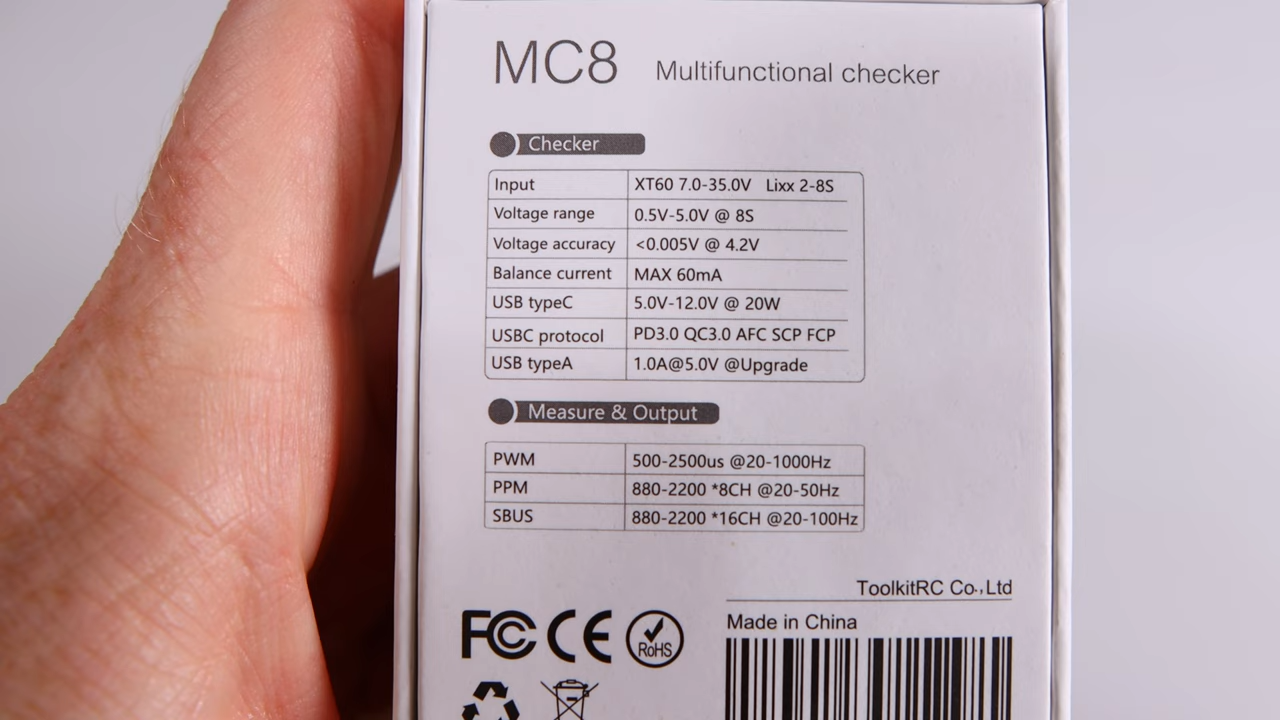 MC8 Multifunctional checker
Checker
Input XT60 7.0-35.0V Lixx 2-8S
Voltage range 0.5V-5.0V @ 8S
Voltage accuracy <0.005V @ 4.2V
Balance current MAX 60mA
USB typeC 5.0V-12.0V @ 20W
USBC protocol PD3.0 QC3.0 AFC SCP FCP
USB typeA 1.0A@5.0V @Upgrade
Measure & Output
PWM 500-2500us @20-1000Hz
PPM 880-2200 *8CH @20-50Hz
SBUS 880-2200 *16CH @20-100Hz
ToolkitRC Co.,Ltd
Made in China
FC CE RoHS